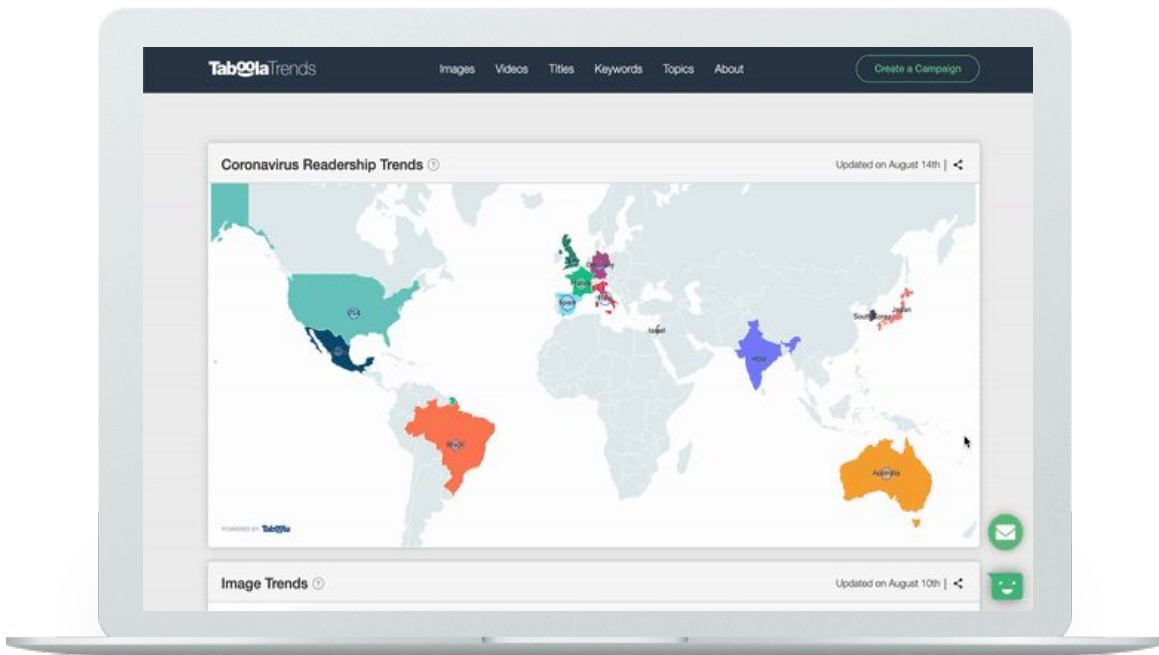 TaboolaTrends
Images Videos Titles Keywords Topics About
Create a Campaign
Coronavirus Readership Trends ?
Updated on August 14th |
USA
France
Spain
Israel
South Korea
Japan
Brazil
Australia
POWERED BY Taboola
Image Trends ?
Updated on August 10th |